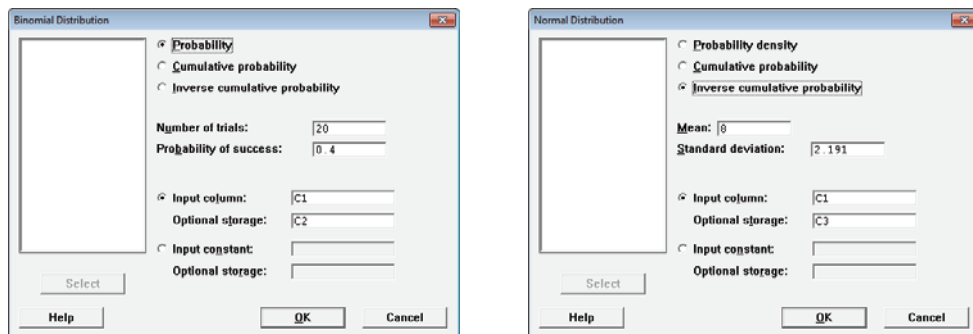 Binomial Distribution
Probability
Cumulative probability
Inverse cumulative probability
Number of trials: 20
Probability of success: 0.4
Input column: C1
Optional storage: C2
Input constant:
Optional storage:
Select
Help
OK
Cancel
Normal Distribution
Probability density
Cumulative probability
Inverse cumulative probability
Mean: 8
Standard deviation: 2.191
Input column: C1
Optional storage: C3
Input constant:
Optional storage:
Select
Help
OK
Cancel